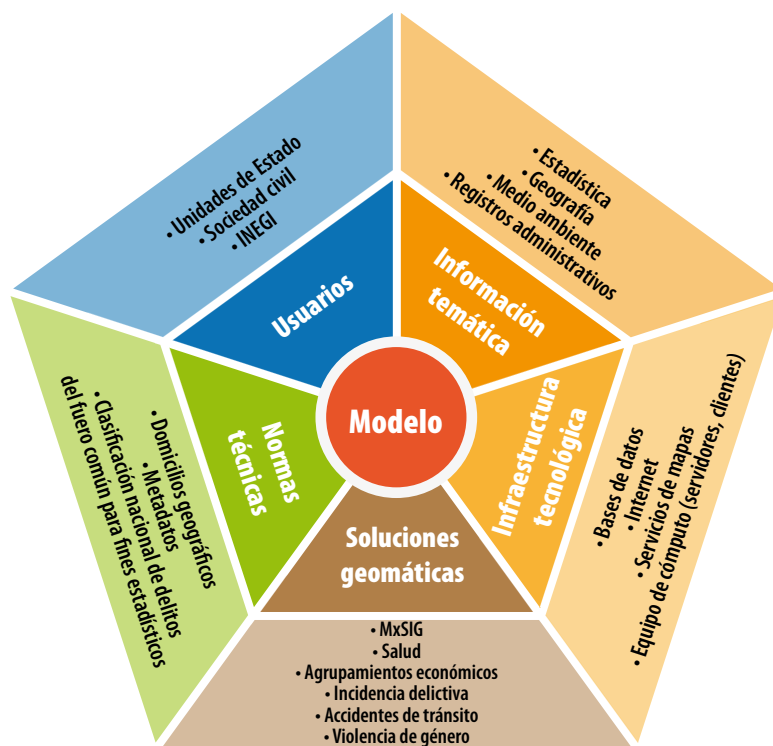 • Unidades de Estado
• Sociedad civil
• INEGI
Usuarios
• Estadística
• Geografía
• Medio ambiente
• Registros administrativos
Información
temática
Modelo
Infraestructura
tecnológica
• Bases de datos
• Internet
• Servicios de mapas
• Equipo de cómputo (servidores, clientes)
Normas
técnicas
• Domicilios geográficos
• Metadatos
• Clasificación nacional de delitos
del fuero común para fines estadísticos
Soluciones
geomáticas
• MxSIG
• Salud
• Agrupamientos económicos
• Incidencia delictiva
• Accidentes de tránsito
• Violencia de género